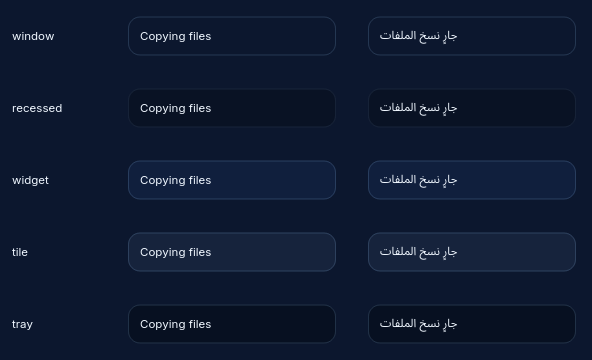 window Copying files جارٍ نسخ الملفات
recessed Copying files جارٍ نسخ الملفات
widget Copying files جارٍ نسخ الملفات
tile Copying files جارٍ نسخ الملفات
tray Copying files جارٍ نسخ الملفات